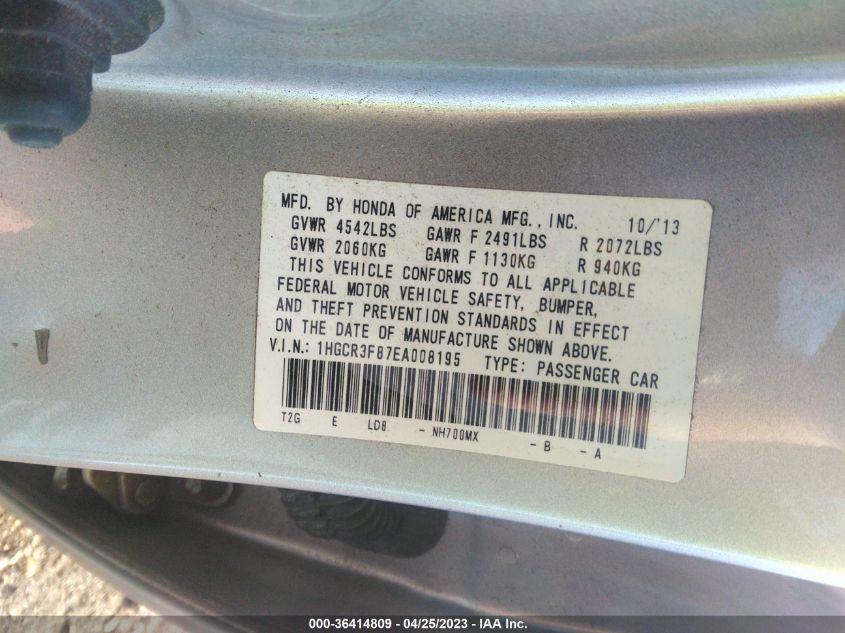 MFD. BY HONDA OF AMERICA MFG., INC. 10/'13
GVWR 4542LBS GAWR F 2491LBS R 2072LBS
GVWR 2060KG GAWR F 1130KG R 940KG
THIS VEHICLE CONFORMS TO ALL APPLICABLE
FEDERAL MOTOR VEHICLE SAFETY, BUMPER,
AND THEFT PREVENTION STANDARDS IN EFFECT
ON THE DATE OF MANUFACTURE SHOWN ABOVE.
V.I.N.: 1HGCR3F87EA008195 TYPE: PASSENGER CAR
T2G E LD8 - NH700MX - B - A
000-36414809 - 04/25/2023 - IAA Inc.